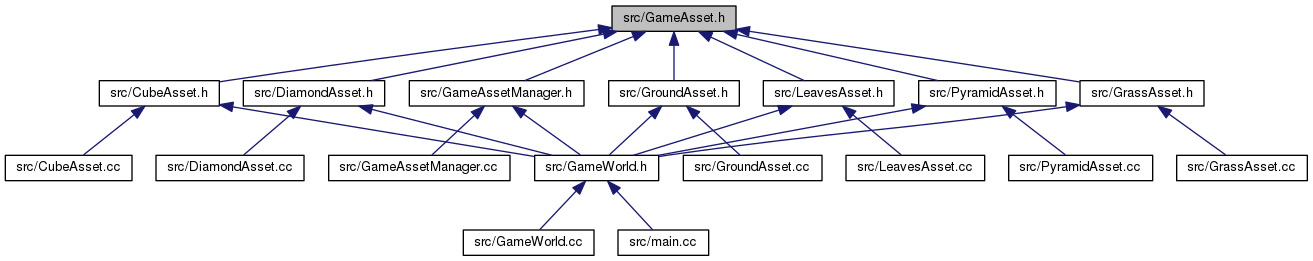 src/GameAsset.h
src/CubeAsset.h
src/DiamondAsset.h
src/GameAssetManager.h
src/GroundAsset.h
src/LeavesAsset.h
src/PyramidAsset.h
src/GrassAsset.h
src/CubeAsset.cc
src/DiamondAsset.cc
src/GameAssetManager.cc
src/GameWorld.h
src/GroundAsset.cc
src/LeavesAsset.cc
src/PyramidAsset.cc
src/GrassAsset.cc
src/GameWorld.cc
src/main.cc